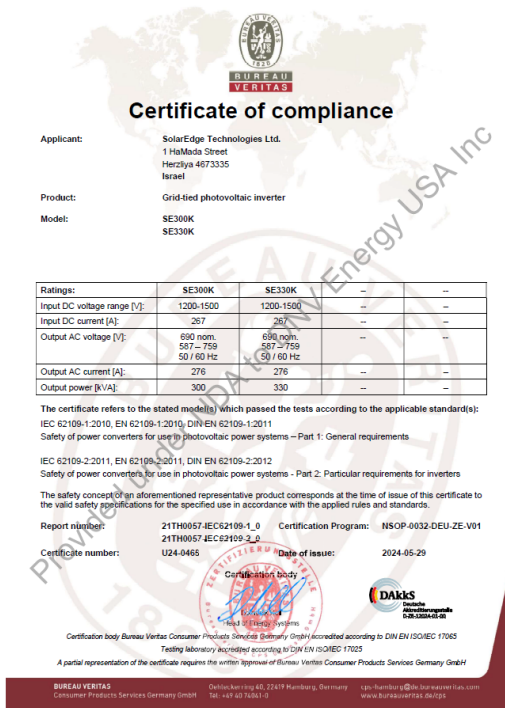 BUREAU VERITAS
1828
BUREAU
VERITAS
Certificate of compliance
Applicant: SolarEdge Technologies Ltd.
1 HaMada Street
Herzliya 4673335
Israel
Product: Grid-tied photovoltaic inverter
Model: SE300K
SE330K
Ratings: SE300K SE330K -- --
Input DC voltage range [V]: 1200-1500 1200-1500 -- --
Input DC current [A]: 267 267 -- --
Output AC voltage [V]: 690 nom. 690 nom. -- --
587 – 759 587 – 759
50 / 60 Hz 50 / 60 Hz
Output AC current [A]: 276 276 -- --
Output power [kVA]: 300 330 -- --
The certificate refers to the stated model(s) which passed the tests according to the applicable standard(s):
IEC 62109-1:2010, EN 62109-1:2010, DIN EN 62109-1:2011
Safety of power converters for use in photovoltaic power systems – Part 1: General requirements
IEC 62109-2:2011, EN 62109-2:2011, DIN EN 62109-2:2012
Safety of power converters for use in photovoltaic power systems - Part 2: Particular requirements for inverters
The safety concept of an aforementioned representative product corresponds at the time of issue of this certificate to
the valid safety specifications for the specified use in accordance with the applied rules and standards.
Report number: 21TH0057-IEC62109-1_0 Certification Program: NSOP-0032-DEU-ZE-V01
21TH0057-IEC62109-2_0
Certificate number: U24-0465 Date of issue: 2024-05-29
Certification body
Head of Energy Systems
DAkkS
Deutsche
Akkreditierungsstelle
Certification body Bureau Veritas Consumer Products Services Germany GmbH accredited according to DIN EN ISO/IEC 17065
Testing laboratory accredited according to DIN EN ISO/IEC 17025
A partial representation of the certificate requires the written approval of Bureau Veritas Consumer Products Services Germany GmbH
BUREAU VERITAS
Consumer Products Services Germany GmbH
Oehleckerring 40, 22419 Hamburg, Germany
Tel: +49 40 74041-0
cps-hamburg@de.bureauveritas.com
www.bureauveritas.de/cps
Provided under NDA to DNV Energy USA Inc